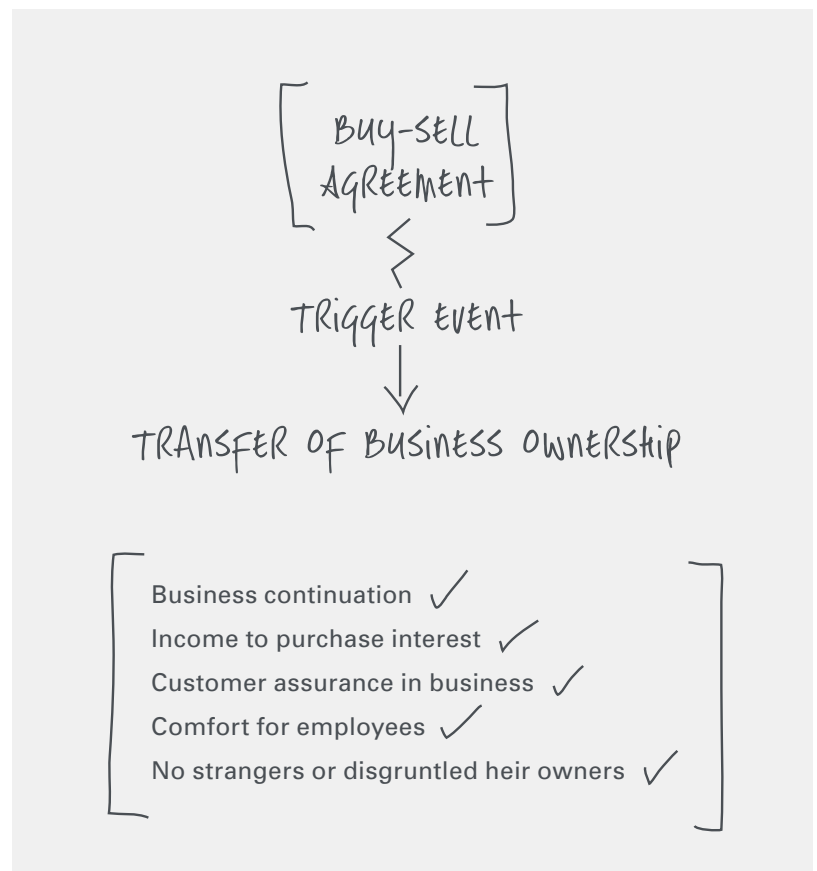 BUY-SELL
AGREEMENT
TRIGGER EVENT
TRANSFER OF BUSINESS OWNERSHIP
Business continuation
Income to purchase interest
Customer assurance in business
Comfort for employees
No strangers or disgruntled heir owners